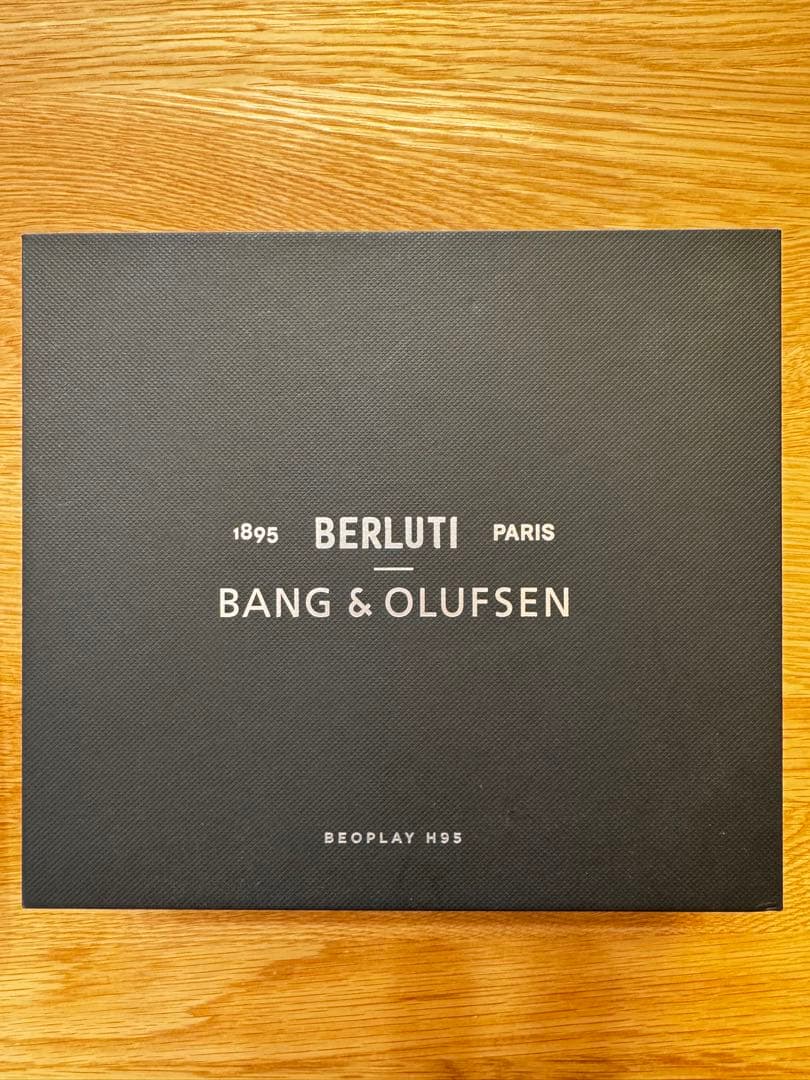 1895 BERLUTI PARIS
BANG & OLUFSEN
BEOPLAY H95